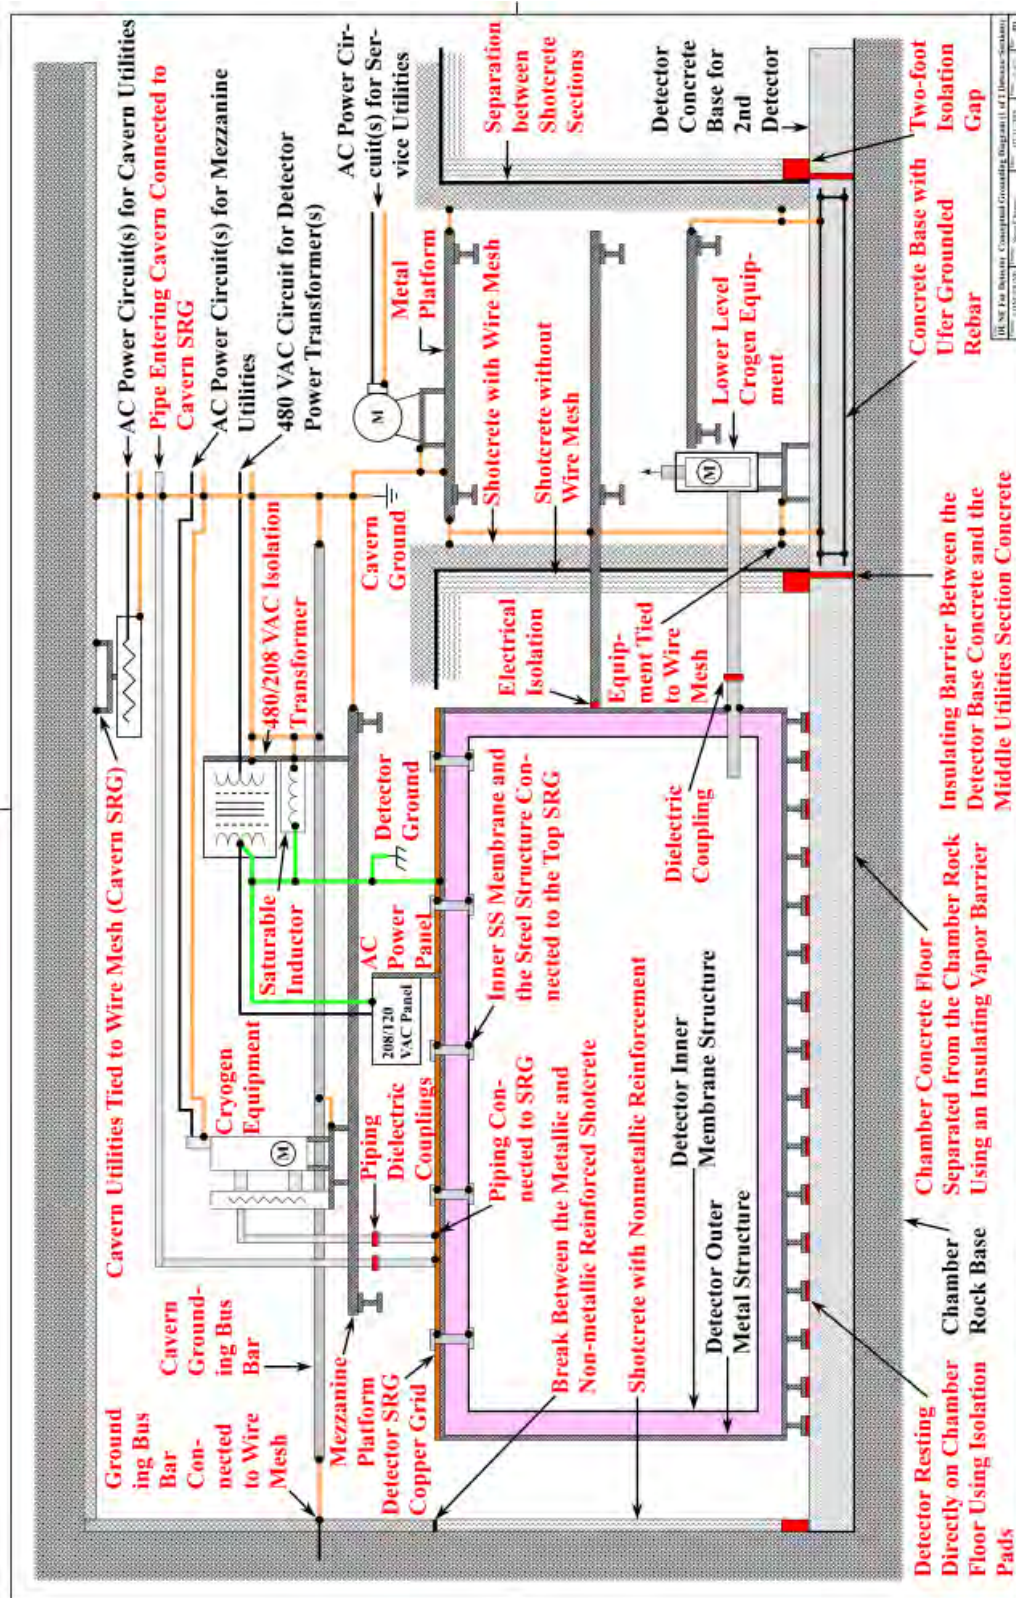 AC Power Circuit(s) for Cavern Utilities
Pipe Entering Cavern Connected to
Cavern SRG
AC Power Circuit(s) for Mezzanine
Utilities
480 VAC Circuit for Detector
Power Transformer(s)
AC Power Cir-
cuit(s) for Ser-
vice Utilities
Separation
between
Shotcrete
Sections
Detector
Concrete
Base for
2nd
Detector
Two-foot
Isolation
Gap
Metal
Platform
M
Shotcrete with Wire Mesh
Shotcrete without
Wire Mesh
Lower Level
Crogen Equip-
ment
M
Concrete Base with
Ufer Grounded
Rebar
Cavern
Ground
480/208 VAC Isolation
Transformer
Cavern Utilities Tied to Wire Mesh (Cavern SRG)
Electrical
Isolation
Equip-
ment Tied
to Wire
Mesh
Dielectric
Coupling
Insulating Barrier Between the
Detector Base Concrete and the
Middle Utilities Section Concrete
Saturable
Inductor
Detector
Ground
AC
Power
Panel
208/120
VAC Panel
Inner SS Membrane and
the Steel Structure Con-
nected to the Top SRG
Cryogen
Equipment
M
Piping
Dielectric
Couplings
Piping Con-
nected to SRG
Break Between the Metallic and
Non-metallic Reinforced Shotcrete
Shotcrete with Nonmetallic Reinforcement
Detector Inner
Membrane Structure
Detector Outer
Metal Structure
Ground
ing Bus
Bar
Con-
nected
to Wire
Mesh
Cavern
Ground-
ing Bus
Bar
Mezzanine
Platform
Detector SRG
Copper Grid
Detector Resting
Directly on Chamber
Floor Using Isolation
Pads
Chamber
Rock Base
Chamber Concrete Floor
Separated from the Chamber Rock
Using an Insulating Vapor Barrier
DUNE Far Detector Conceptual Grounding Diagram